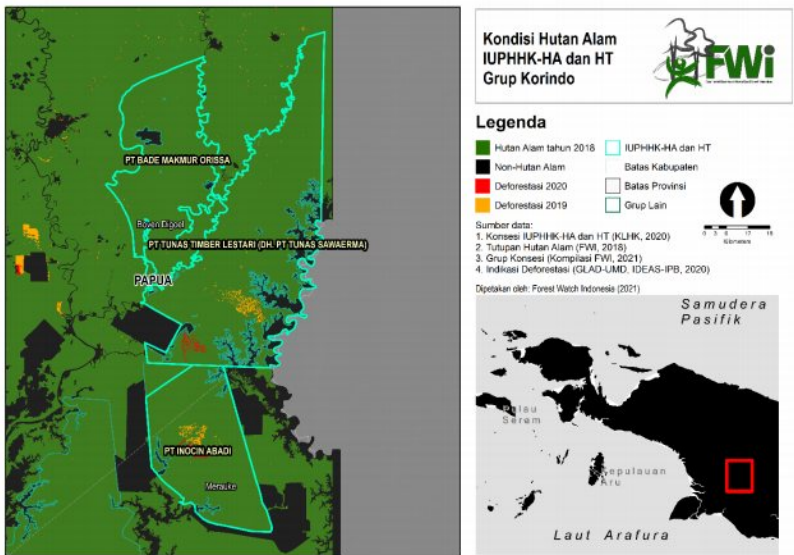 PT BADE MAKMUR ORISSA
Boven Digoel
PT TUNAS TIMBER LESTARI (DH. PT TUNAS SAWAERMA)
PAPUA
PT INOCIN ABADI
Merauke
Kondisi Hutan Alam
IUPHHK-HA dan HT
Grup Korindo
FWi
Legenda
Hutan Alam tahun 2018
Non-Hutan Alam
Deforestasi 2020
Deforestasi 2019
IUPHHK-HA dan HT
Batas Kabupaten
Batas Provinsi
Grup Lain
Kilometers
Sumber data:
1. Konsesi IUPHHK-HA dan HT (KLHK, 2020)
2. Tutupan Hutan Alam (FWI, 2018)
3. Grup Konsesi (Kompilasi FWI, 2021)
4. Indikasi Deforestasi (GLAD-UMD, IDEAS-IPB, 2020)
Dipetakan oleh: Forest Watch Indonesia (2021)
Samudera
Pasifik
Pulau
Seram
Kepulauan
Aru
Laut Arafura